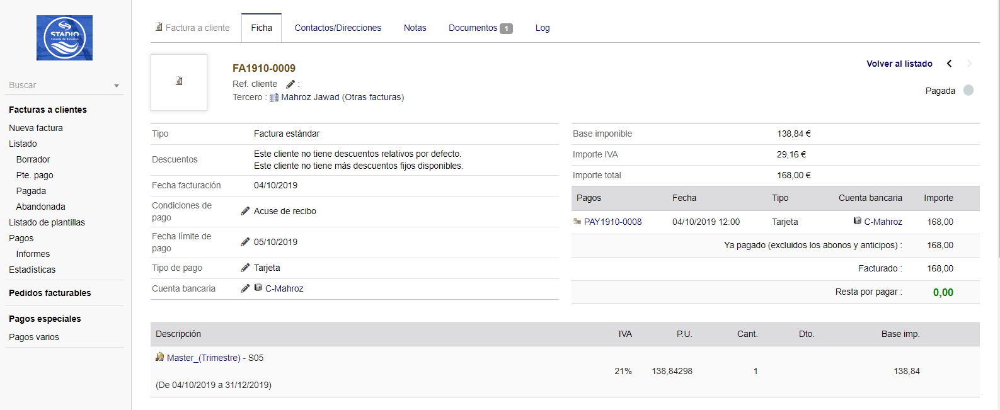 STADIO
Escuela de Natación
Buscar
Facturas a clientes
Nueva factura
Listado
Borrador
Pte. pago
Pagada
Abandonada
Listado de plantillas
Pagos
Informes
Estadísticas
Pedidos facturables
Pagos especiales
Pagos varios
Factura a cliente
Ficha
Contactos/Direcciones
Notas
Documentos 1
Log
FA1910-0009
Ref. cliente :
Tercero : Mahroz Jawad (Otras facturas)
Volver al listado
Pagada
Tipo Factura estándar
Descuentos Este cliente no tiene descuentos relativos por defecto.
Este cliente no tiene más descuentos fijos disponibles.
Fecha facturación 04/10/2019
Condiciones de pago Acuse de recibo
Fecha límite de pago 05/10/2019
Tipo de pago Tarjeta
Cuenta bancaria C-Mahroz
Base imponible 138,84 €
Importe IVA 29,16 €
Importe total 168,00 €
Pagos Fecha Tipo Cuenta bancaria Importe
PAY1910-0008 04/10/2019 12:00 Tarjeta C-Mahroz 168,00
Ya pagado (excluidos los abonos y anticipos) : 168,00
Facturado : 168,00
Resta por pagar : 0,00
Descripción IVA P.U. Cant. Dto. Base imp.
Master_(Trimestre) - S05
21% 138,84298 1 138,84
(De 04/10/2019 a 31/12/2019)